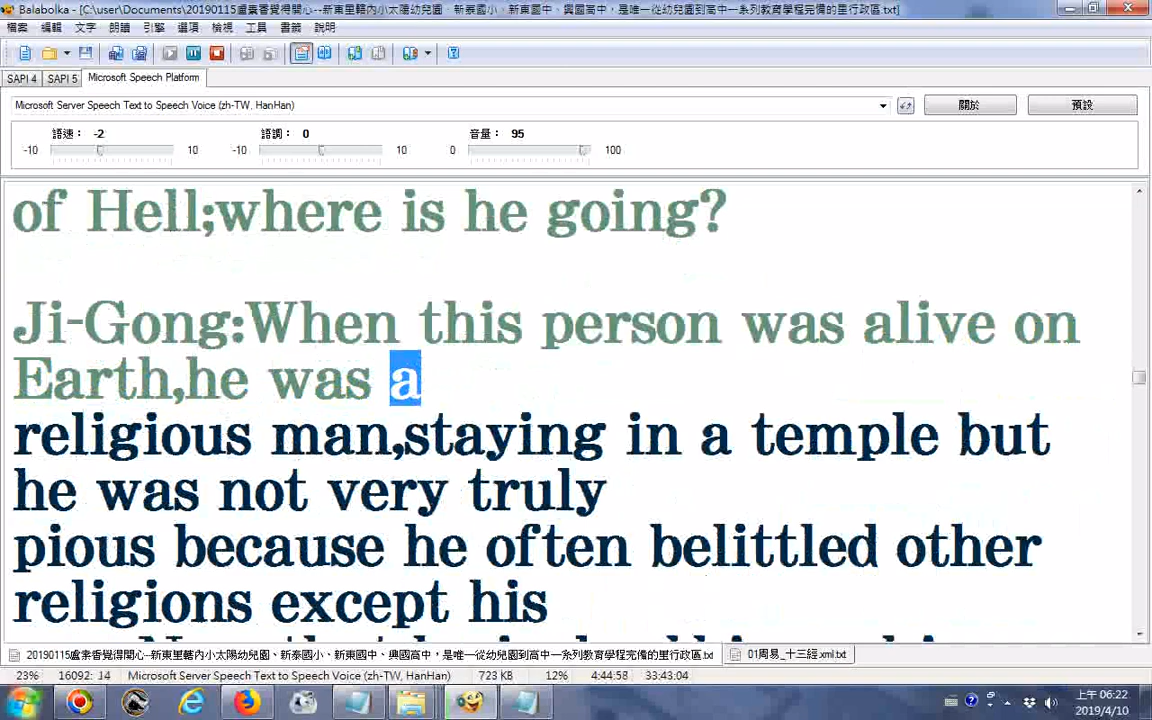 Balabolka - [C:\user\Documents\20190115盧素香覺得開心--新東里轄內小太陽幼兒園、新泰國小、新東國中、興國高中，是唯一從幼兒園到高中一系列教育學程完備的里行政區.txt]
檔案 編輯 文字 朗讀 引擎 選項 檢視 工具 書籤 說明
SAPI 4 SAPI 5 Microsoft Speech Platform
Microsoft Server Speech Text to Speech Voice (zh-TW, HanHan) 關於 預設
語速： -2 語調： 0 音量： 95
-10 10 -10 10 0 100
of Hell;where is he going?
Ji-Gong:When this person was alive on
Earth,he was a
religious man,staying in a temple but
he was not very truly
pious because he often belittled other
religions except his
20190115盧素香覺得開心--新東里轄內小太陽幼兒園、新泰國小、新東國中、興國高中，是唯一從幼兒園到高中一系列教育學程完備的里行政區.txt 01周易_十三經.xml.txt
23% 16092: 14 Microsoft Server Speech Text to Speech Voice (zh-TW, HanHan) 723 KB 12% 4:44:58 33:43:04
上午 06:22
2019/4/10